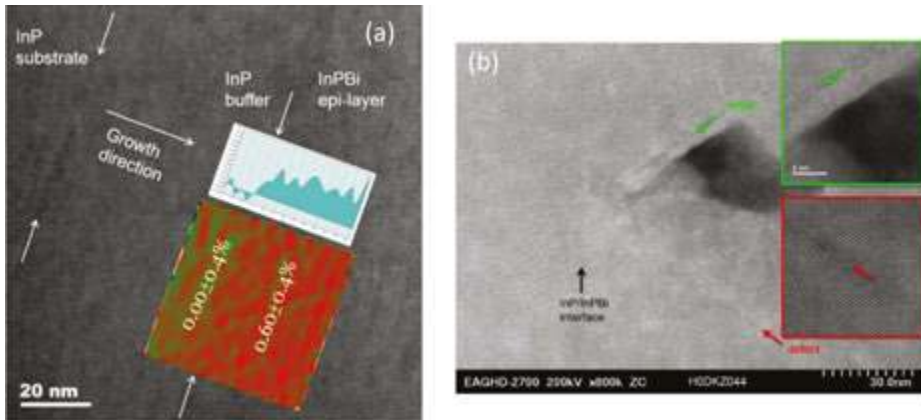 (a)
InP
substrate
InP
buffer
InPBi
epi-layer
Growth
direction
0.00±0.4%
0.60±0.4%
20 nm
(b)
InP/InPBi
interface
defect
EAGHD-2700 200kV x800k ZC H0DKZ044 30.0nm